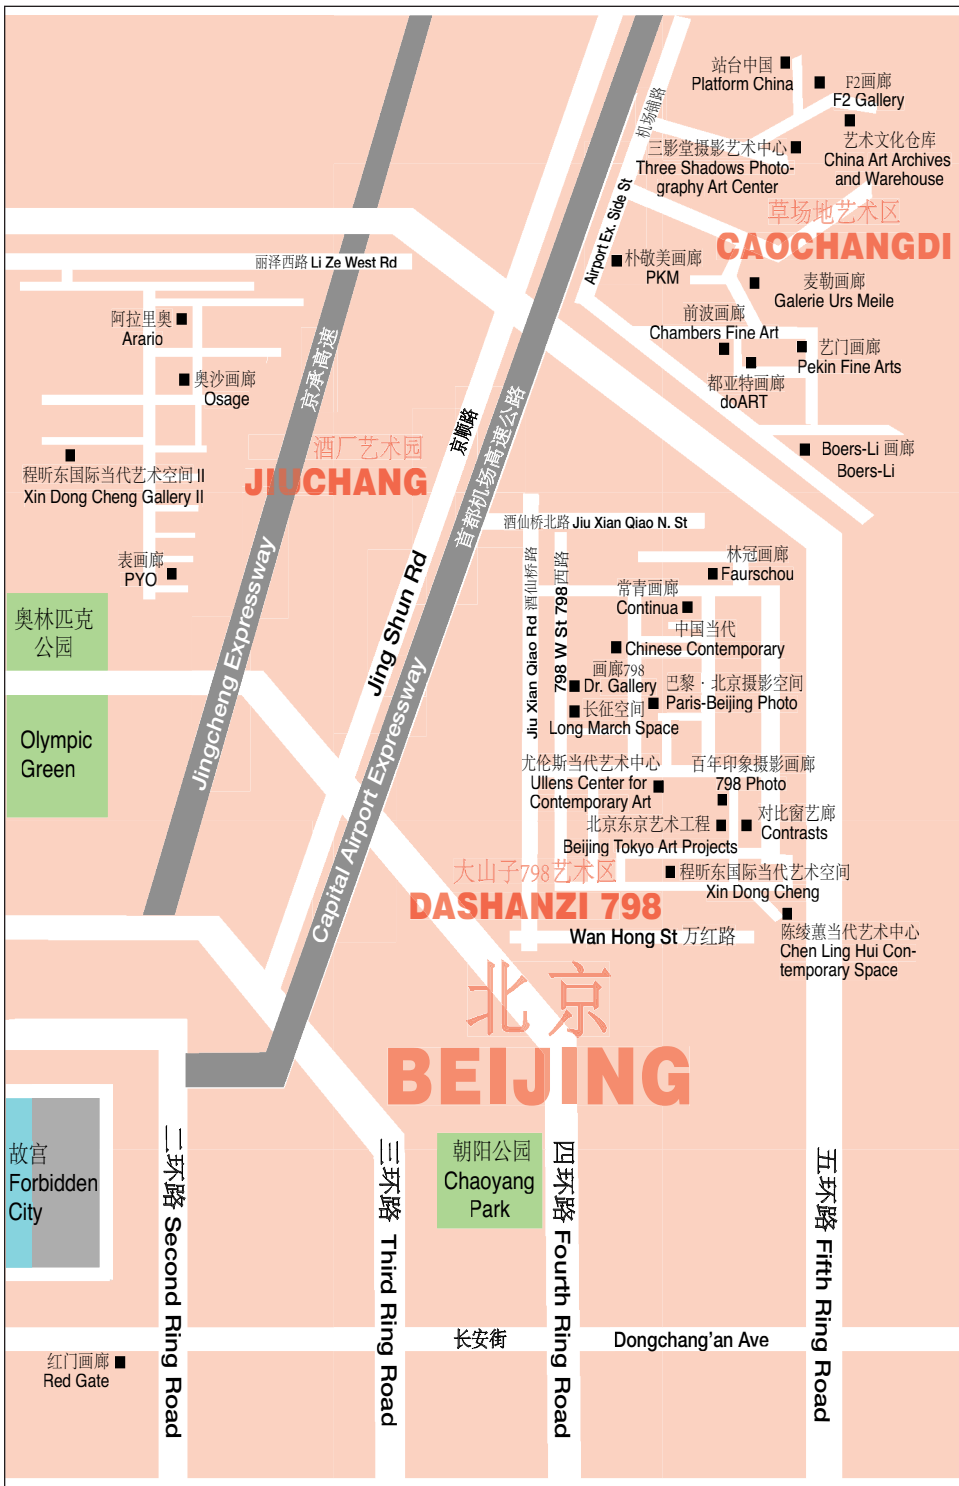 站台中国
Platform China
F2画廊
F2 Gallery
艺术文化仓库
China Art Archives
and Warehouse
机场铺路
Airport Ex. Side St
三影堂摄影艺术中心
Three Shadows Photo-
graphy Art Center
草场地艺术区
CAOCHANGDI
丽泽西路 Li Ze West Rd
朴敬美画廊
PKM
麦勒画廊
Galerie Urs Meile
阿拉里奥
Arario
前波画廊
Chambers Fine Art
艺门画廊
Pekin Fine Arts
都亚特画廊
doART
奥沙画廊
Osage
京承高速
Jingcheng Expressway
京顺路
Jing Shun Rd
首都机场高速公路
Capital Airport Expressway
酒厂艺术园
JIUCHANG
Boers-Li 画廊
Boers-Li
程昕东国际当代艺术空间 II
Xin Dong Cheng Gallery II
酒仙桥北路 Jiu Xian Qiao N. St
表画廊
PYO
Jiu Xian Qiao Rd 酒仙桥路
798 W St 798西路
林冠画廊
Faurschou
常青画廊
Continua
中国当代
Chinese Contemporary
画廊798
Dr. Gallery
巴黎 · 北京摄影空间
Paris-Beijing Photo
长征空间
Long March Space
奥林匹克
公园
Olympic
Green
尤伦斯当代艺术中心
Ullens Center for
Contemporary Art
百年印象摄影画廊
798 Photo
对比窗艺廊
Contrasts
北京东京艺术工程
Beijing Tokyo Art Projects
大山子798艺术区
DASHANZI 798
程昕东国际当代艺术空间
Xin Dong Cheng
Wan Hong St 万红路
陈绫蕙当代艺术中心
Chen Ling Hui Con-
temporary Space
北京
BEIJING
故宫
Forbidden
City
二环路 Second Ring Road
三环路 Third Ring Road
朝阳公园
Chaoyang
Park
四环路 Fourth Ring Road
五环路 Fifth Ring Road
长安街
Dongchang'an Ave
红门画廊
Red Gate